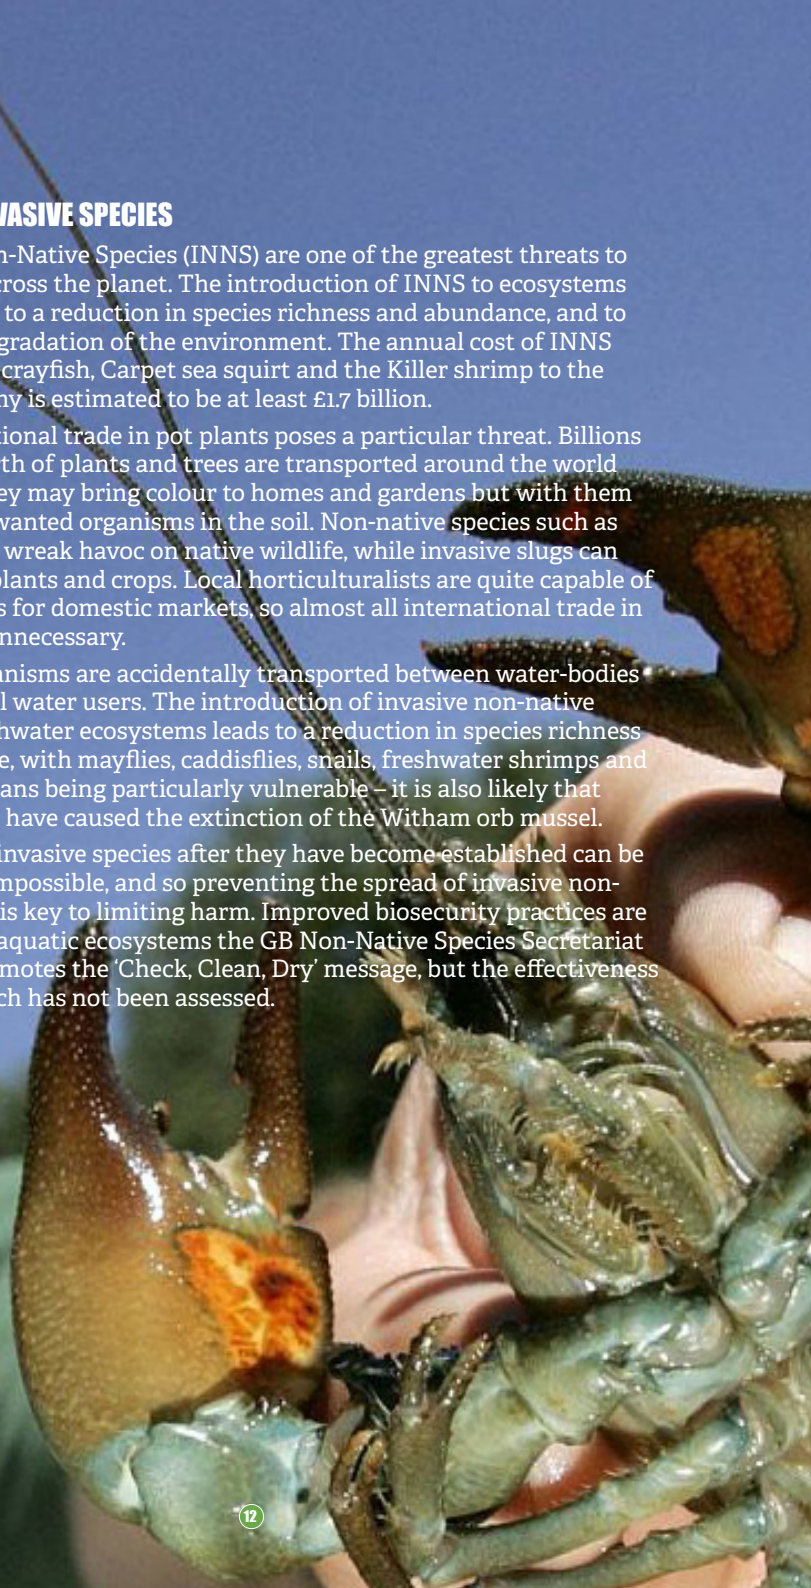 VASIVE SPECIES
n-Native Species (INNS) are one of the greatest threats to
cross the planet. The introduction of INNS to ecosystems
to a reduction in species richness and abundance, and to
gradation of the environment. The annual cost of INNS
crayfish, Carpet sea squirt and the Killer shrimp to the
ny is estimated to be at least £1.7 billion.
tional trade in pot plants poses a particular threat. Billions
th of plants and trees are transported around the world
ey may bring colour to homes and gardens but with them
wanted organisms in the soil. Non-native species such as
wreak havoc on native wildlife, while invasive slugs can
plants and crops. Local horticulturalists are quite capable of
s for domestic markets, so almost all international trade in
nnecessary.
anisms are accidentally transported between water-bodies
l water users. The introduction of invasive non-native
hwater ecosystems leads to a reduction in species richness
e, with mayflies, caddisflies, snails, freshwater shrimps and
ans being particularly vulnerable – it is also likely that
have caused the extinction of the Witham orb mussel.
invasive species after they have become established can be
mpossible, and so preventing the spread of invasive non-
is key to limiting harm. Improved biosecurity practices are
aquatic ecosystems the GB Non-Native Species Secretariat
motes the ‘Check, Clean, Dry’ message, but the effectiveness
ch has not been assessed.
12